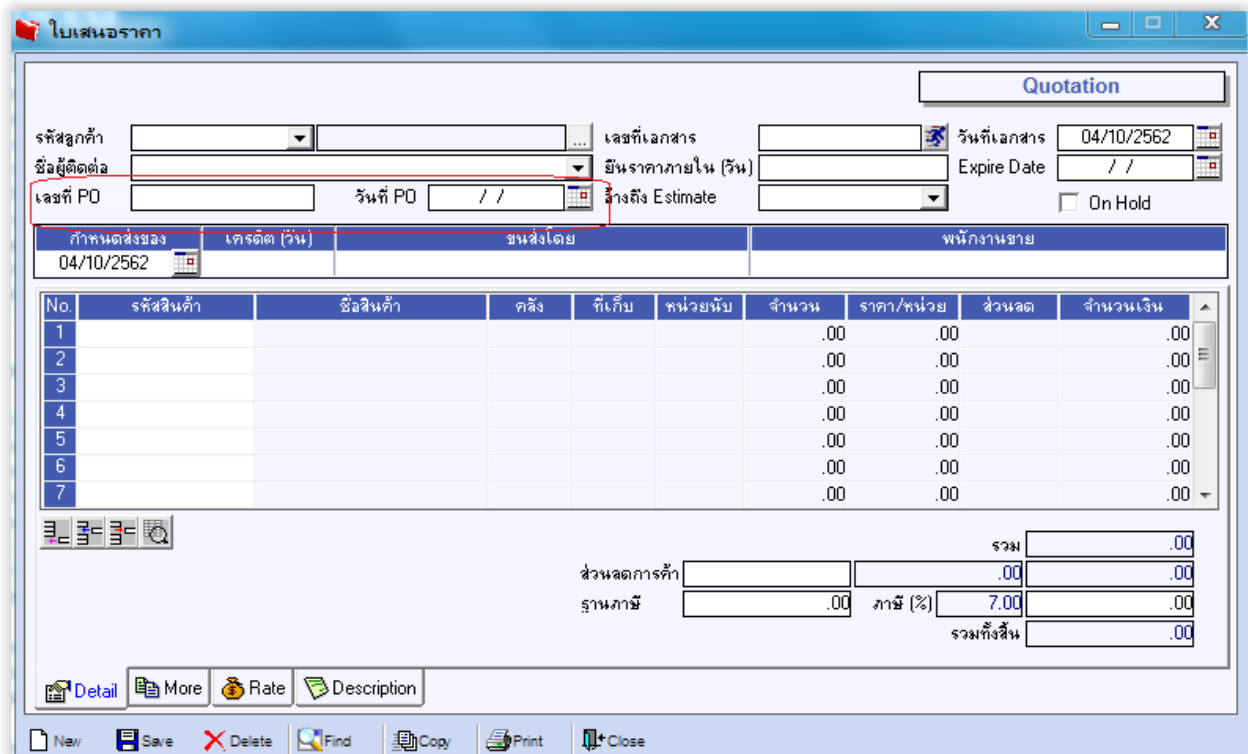 ใบเสนอราคา
Quotation
รหัสลูกค้า ... เลขที่เอกสาร วันที่เอกสาร 04/10/2562
ชื่อผู้ติดต่อ ยืนราคาภายใน (วัน) Expire Date / /
เลขที่ PO วันที่ PO / / อ้างถึง Estimate On Hold
กำหนดส่งของ เครดิต (วัน) ขนส่งโดย พนักงานขาย
04/10/2562
No. รหัสสินค้า ชื่อสินค้า คลัง ที่เก็บ หน่วยนับ จำนวน ราคา/หน่วย ส่วนลด จำนวนเงิน
1 .00 .00 .00
2 .00 .00 .00
3 .00 .00 .00
4 .00 .00 .00
5 .00 .00 .00
6 .00 .00 .00
7 .00 .00 .00
รวม .00
ส่วนลดการค้า .00 .00
ฐานภาษี .00 ภาษี (%) 7.00 .00
รวมทั้งสิ้น .00
Detail More Rate Description
New Save Delete Find Copy Print Close